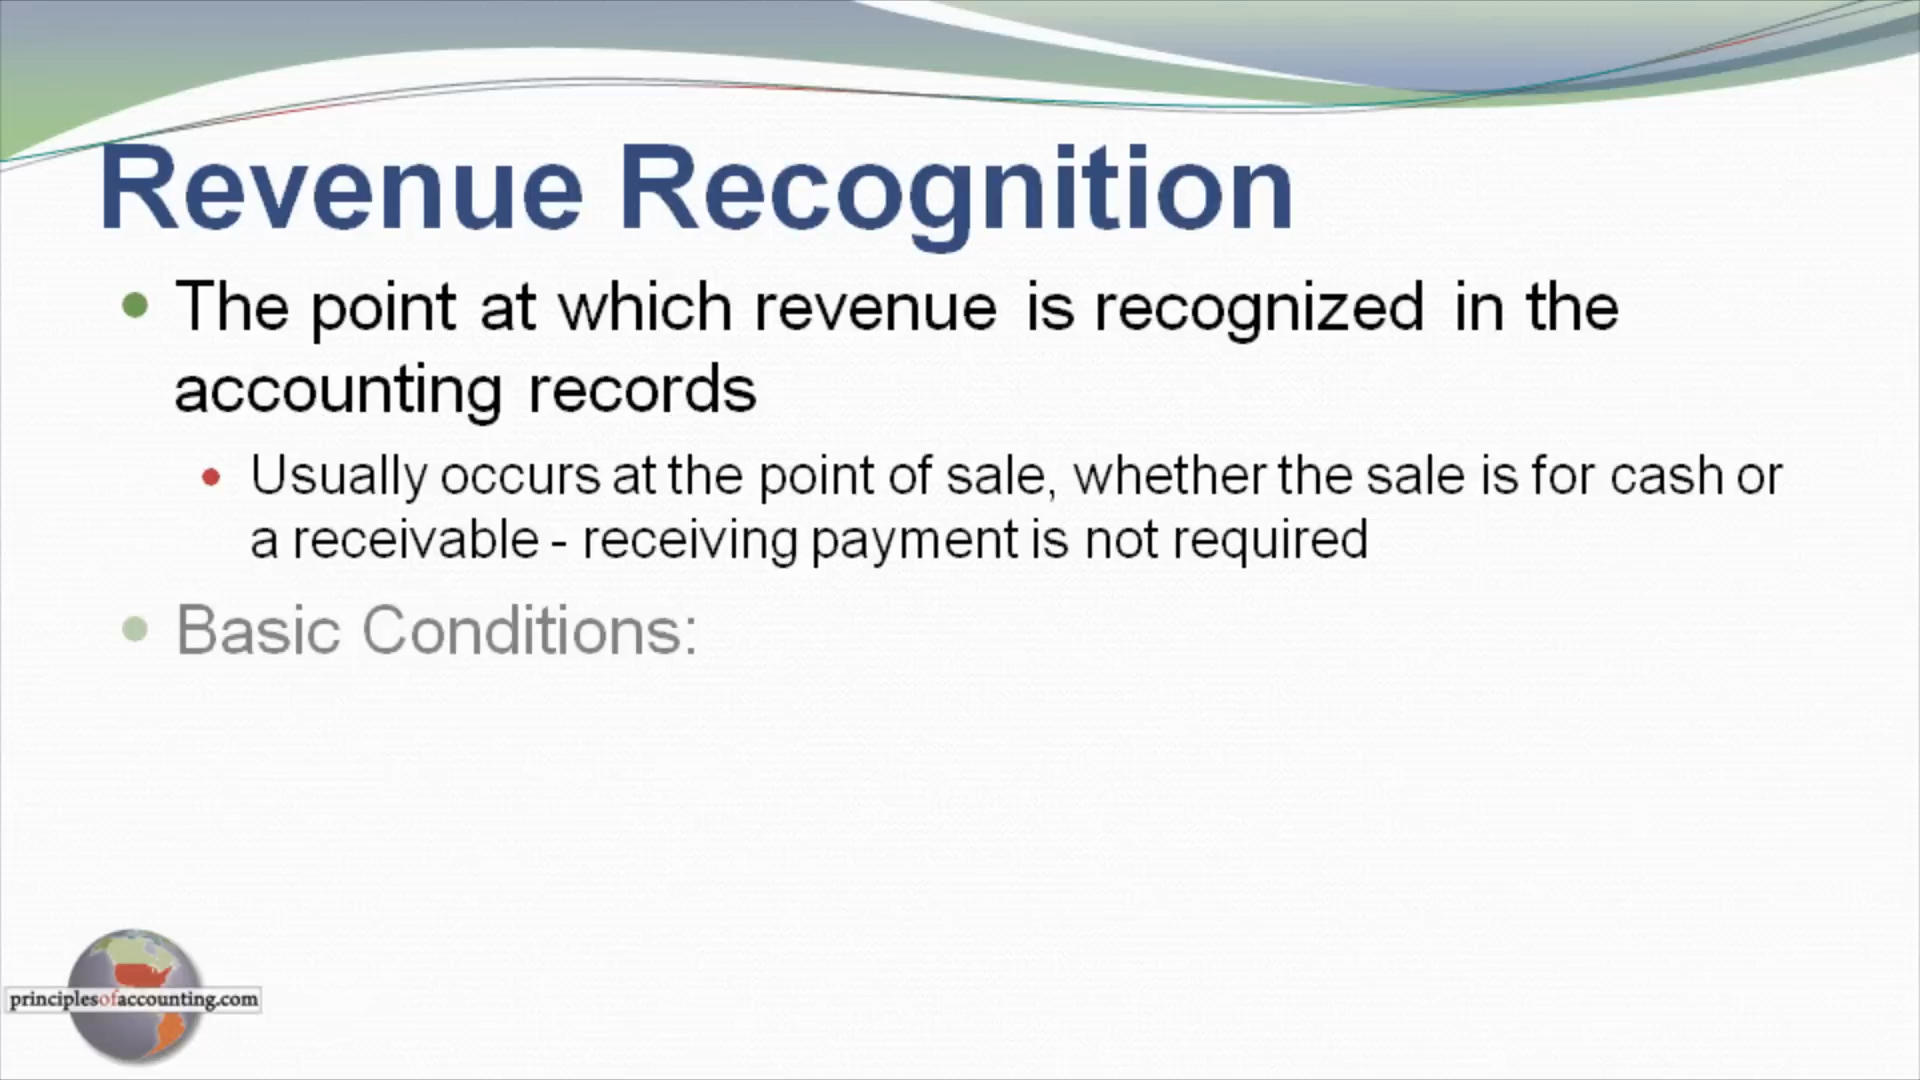 Revenue Recognition
• The point at which revenue is recognized in the
accounting records
• Usually occurs at the point of sale, whether the sale is for cash or
a receivable - receiving payment is not required
• Basic Conditions:
principlesofaccounting.com